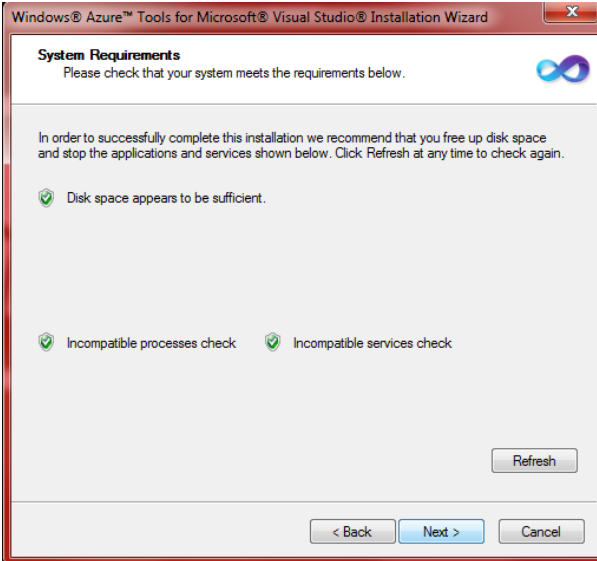 Windows® Azure™ Tools for Microsoft® Visual Studio® Installation Wizard
System Requirements
Please check that your system meets the requirements below.
In order to successfully complete this installation we recommend that you free up disk space
and stop the applications and services shown below. Click Refresh at any time to check again.
Disk space appears to be sufficient.
Incompatible processes check Incompatible services check
Refresh
< Back Next > Cancel